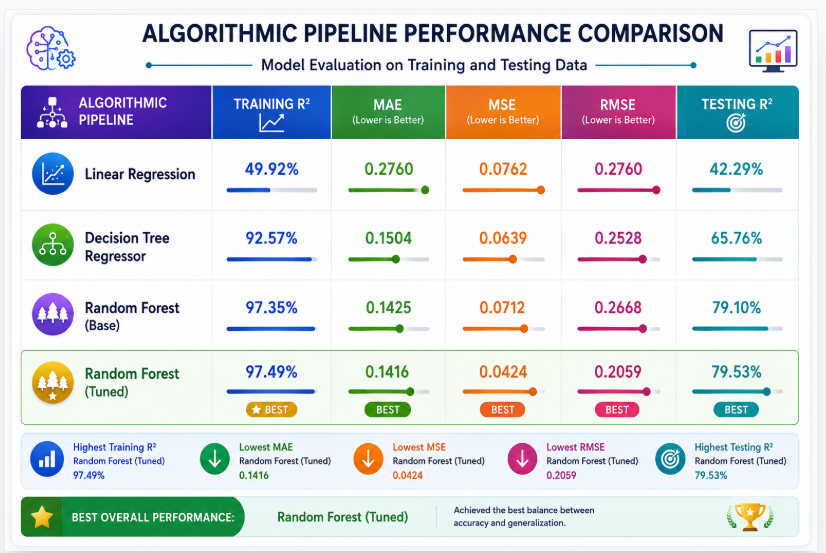 ALGORITHMIC PIPELINE PERFORMANCE COMPARISON
Model Evaluation on Training and Testing Data
ALGORITHMIC
PIPELINE
TRAINING R²
MAE
(Lower is Better)
MSE
(Lower is Better)
RMSE
(Lower is Better)
TESTING R²
Linear Regression
49.92%
0.2760
0.0762
0.2760
42.29%
Decision Tree
Regressor
92.57%
0.1504
0.0639
0.2528
65.76%
Random Forest
(Base)
97.35%
0.1425
0.0712
0.2668
79.10%
Random Forest
(Tuned)
97.49%
0.1416
0.0424
0.2059
79.53%
BEST
BEST
BEST
BEST
BEST
Highest Training R²
Random Forest (Tuned)
97.49%
Lowest MAE
Random Forest (Tuned)
0.1416
Lowest MSE
Random Forest (Tuned)
0.0424
Lowest RMSE
Random Forest (Tuned)
0.2059
Highest Testing R²
Random Forest (Tuned)
79.53%
BEST OVERALL PERFORMANCE:
Random Forest (Tuned)
Achieved the best balance between
accuracy and generalization.